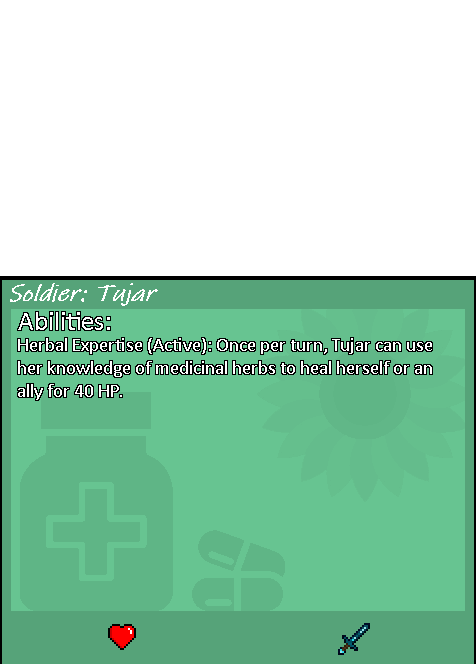 Soldier: Tujar
Abilities:
Herbal Expertise (Active): Once per turn, Tujar can use
her knowledge of medicinal herbs to heal herself or an
ally for 40 HP.